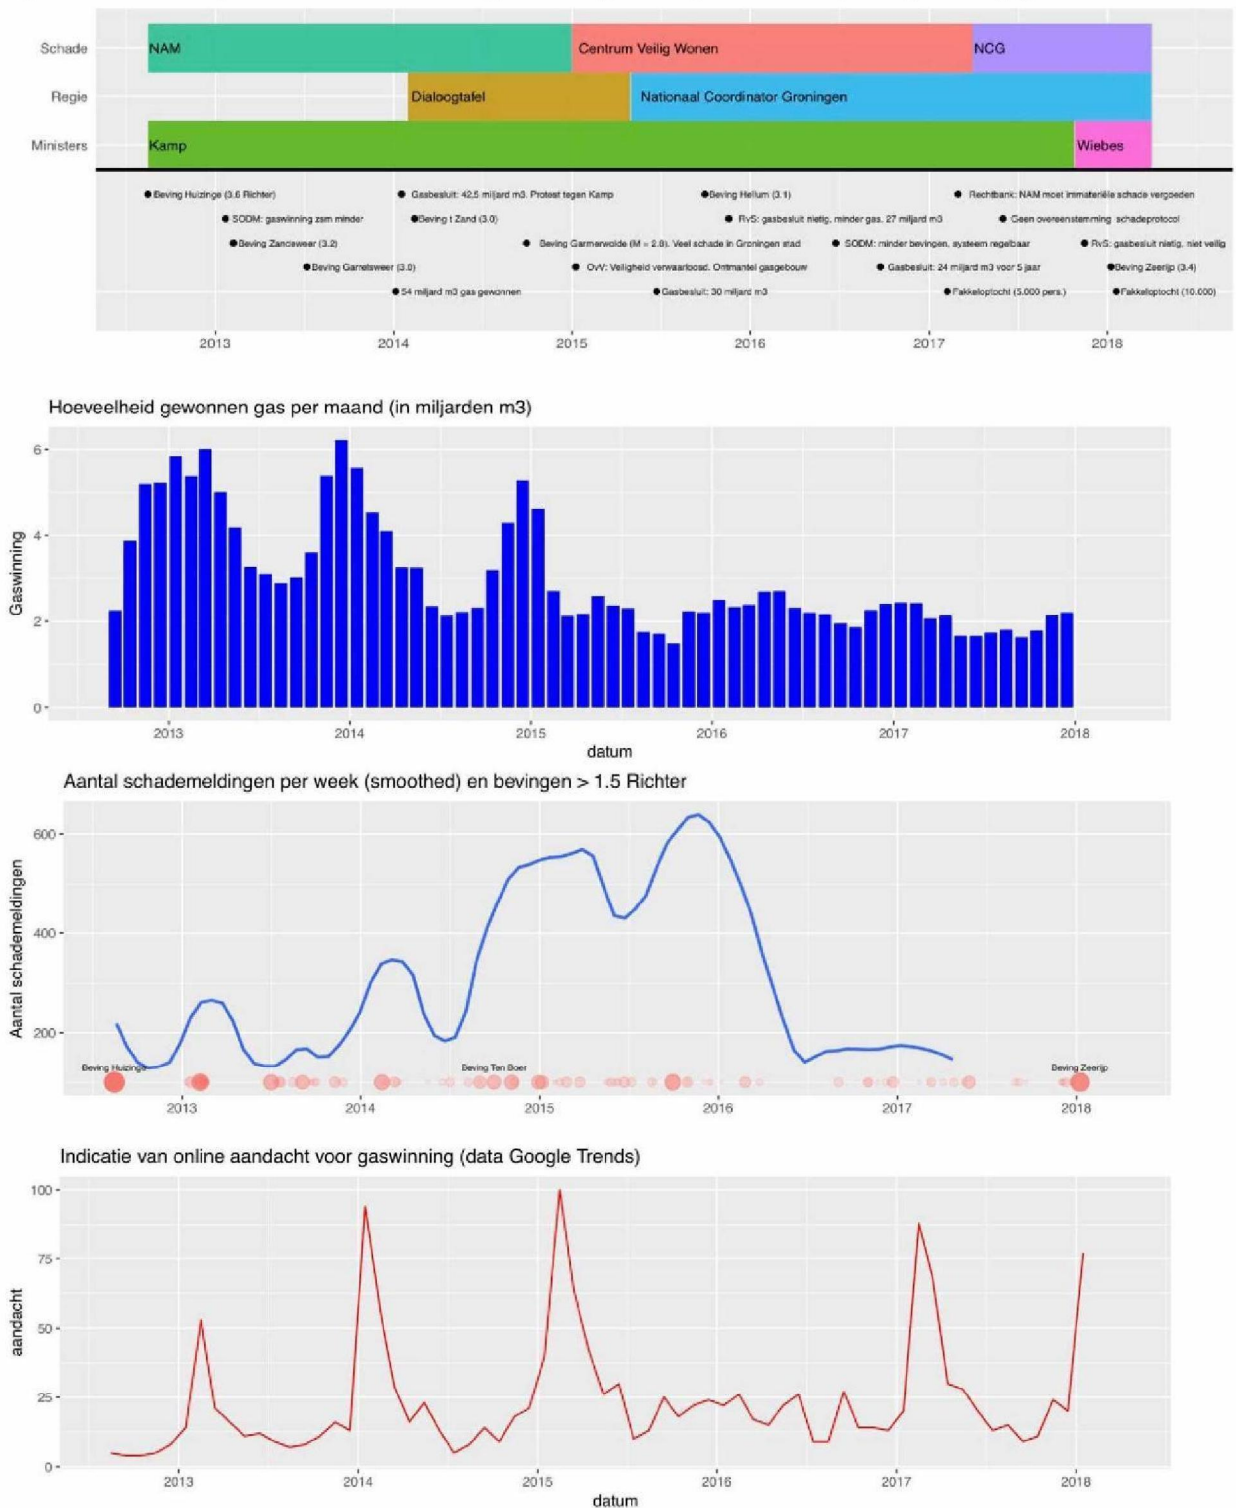 Schade NAM Centrum Veilig Wonen NCG
Regie Dialoogtafel Nationaal Coordinator Groningen
Ministers Kamp Wiebes
Beving Huizinge (3.6 Richter) Gasbesluit: 42,5 miljard m3. Protest tegen Kamp Beving Hellum (3.1) Rechtbank: NAM moet immateriële schade vergoeden
SODM: gaswinning zsm minder Beving t Zand (3.0) RvS: gasbesluit nietig, minder gas, 27 miljard m3 Geen overeenstemming schadeprotocol
Beving Zandeweer (3.2) Beving Garmerwolde (M = 2.8). Veel schade in Groningen stad SODM: minder bevingen, systeem regelbaar RvS: gasbesluit nietig, niet veilig
Beving Garrelsweer (3.0) OvV: Veiligheid verwaarloosd. Ontmantel gasgebouw Gasbesluit: 24 miljard m3 voor 5 jaar Beving Zeerijp (3.4)
54 miljard m3 gas gewonnen Gasbesluit: 30 miljard m3 Fakkeloptocht (5.000 pers.) Fakkeloptocht (10.000)
2013 2014 2015 2016 2017 2018
Hoeveelheid gewonnen gas per maand (in miljarden m3)
Gaswinning
6
4
2
0
2013 2014 2015 2016 2017 2018
datum
Aantal schademeldingen per week (smoothed) en bevingen > 1.5 Richter
Aantal schademeldingen
600
400
200
Beving Huizinge Beving Ten Boer Beving Zeerijp
2013 2014 2015 2016 2017 2018
Indicatie van online aandacht voor gaswinning (data Google Trends)
aandacht
100
75
50
25
0
2013 2014 2015 2016 2017 2018
datum